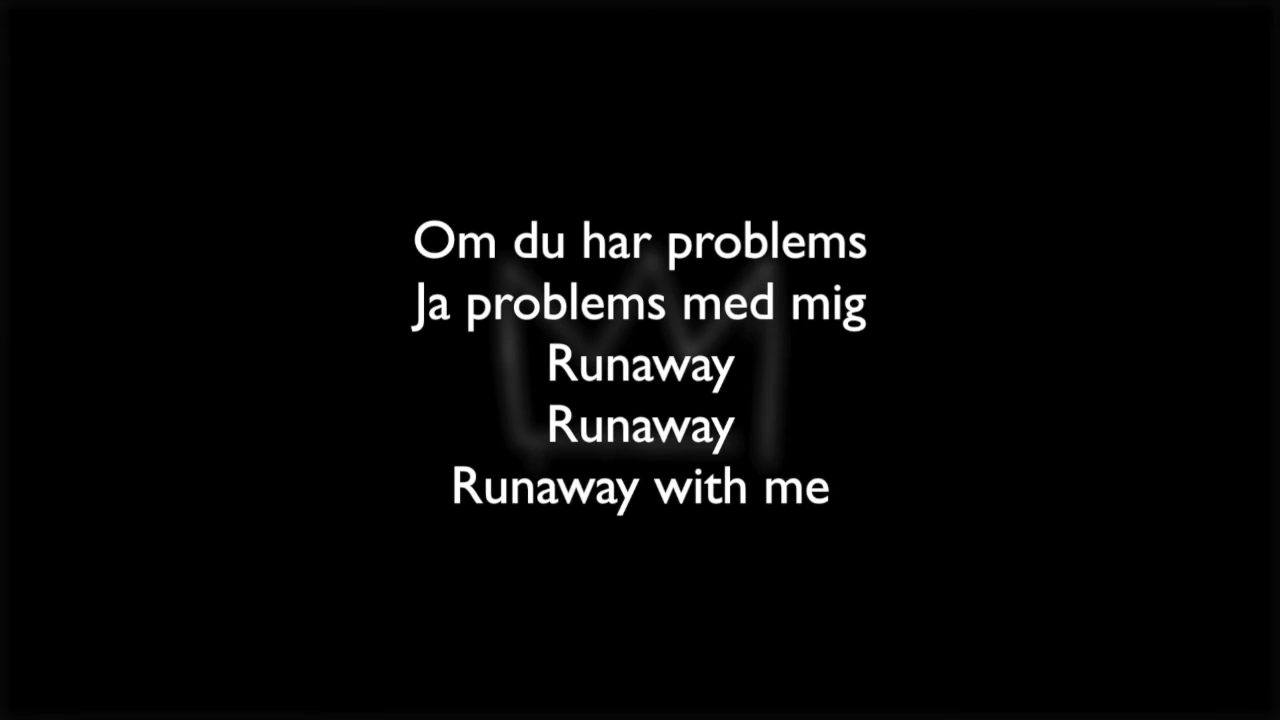 Om du har problems
Ja problems med mig
Runaway
Runaway
Runaway with me